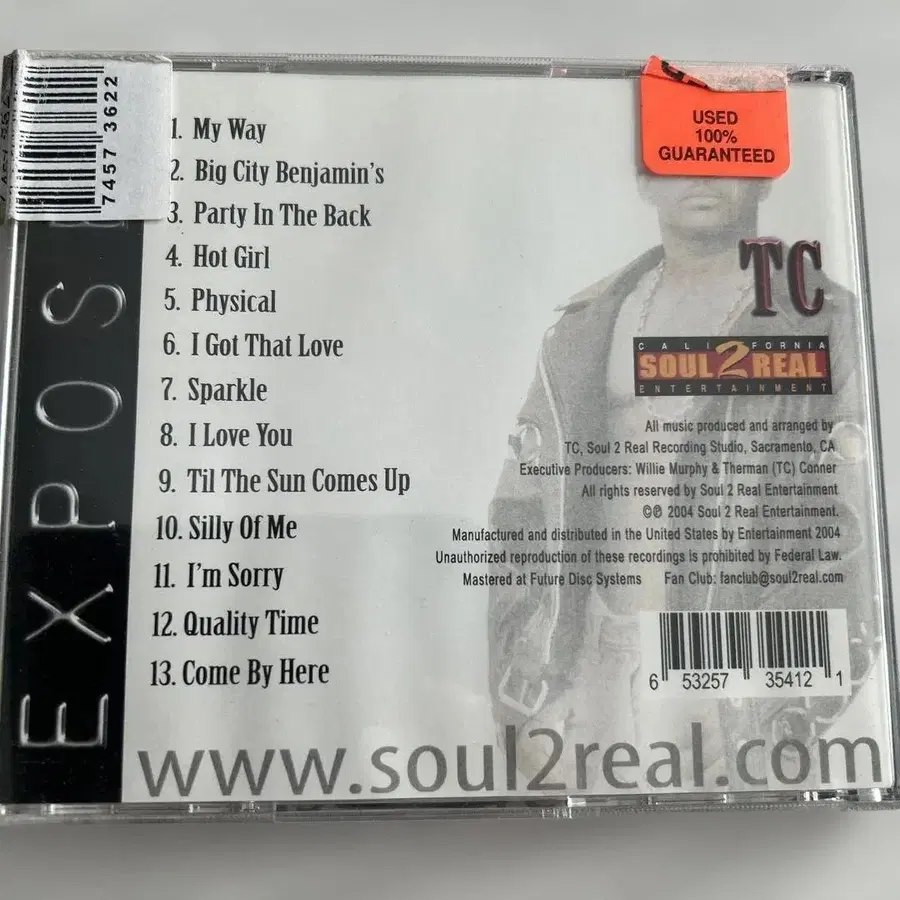 7457 3622
USED
100%
GUARANTEED
EXPOS
1. My Way
2. Big City Benjamin's
3. Party In The Back
4. Hot Girl
5. Physical
6. I Got That Love
7. Sparkle
8. I Love You
9. Til The Sun Comes Up
10. Silly Of Me
11. I'm Sorry
12. Quality Time
13. Come By Here
TC
CALIFORNIA
SOUL 2 REAL
ENTERTAINMENT
All music produced and arranged by
TC, Soul 2 Real Recording Studio, Sacramento, CA
Executive Producers: Willie Murphy & Therman (TC) Conner
All rights reserved by Soul 2 Real Entertainment
©℗ 2004 Soul 2 Real Entertainment.
Manufactured and distributed in the United States by Entertainment 2004
Unauthorized reproduction of these recordings is prohibited by Federal Law.
Mastered at Future Disc Systems Fan Club: fanclub@soul2real.com
6 53257 35412 1
www.soul2real.com